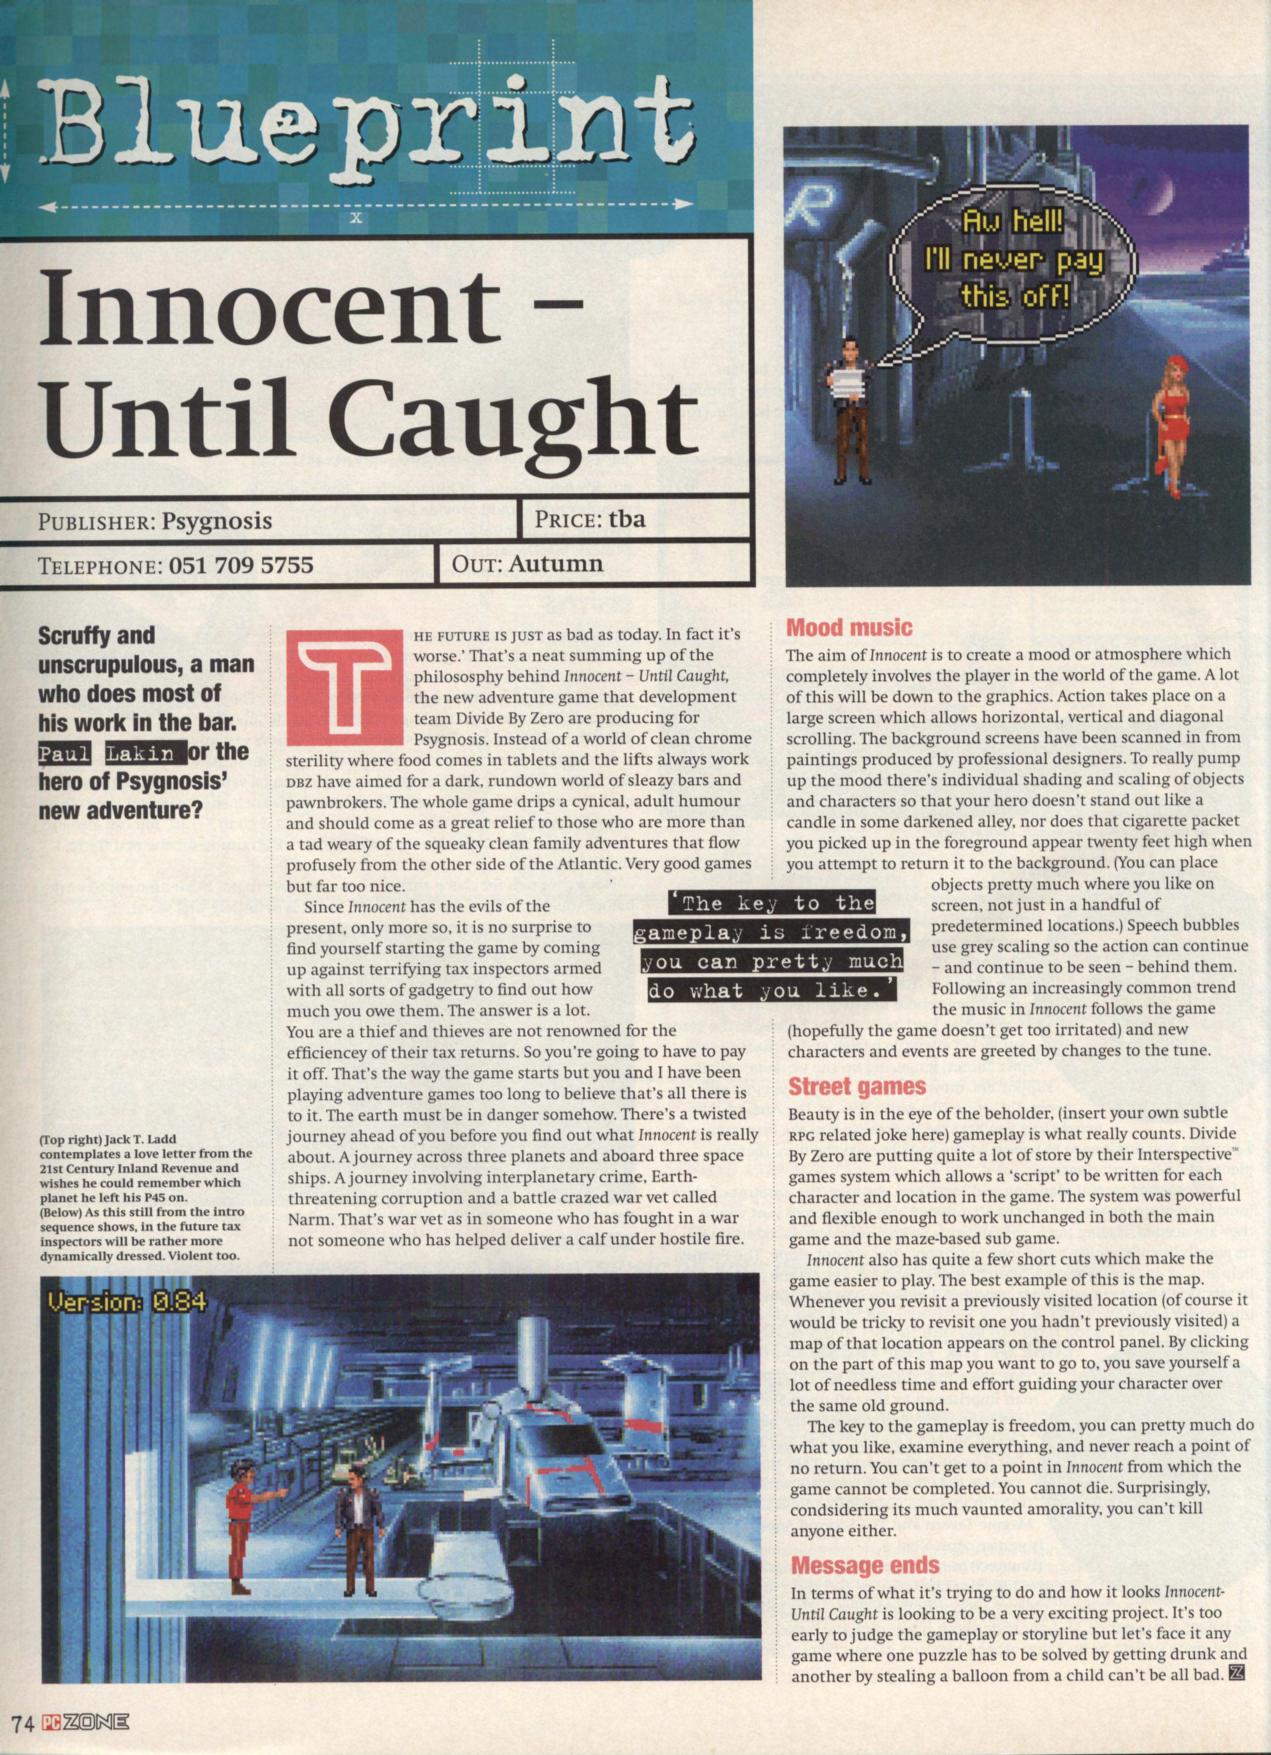 Blueprint
x
Innocent –
Until Caught
PUBLISHER: Psygnosis
PRICE: tba
TELEPHONE: 051 709 5755
OUT: Autumn
R
Aw hell!
I'll never pay
this off!
Scruffy and
unscrupulous, a man
who does most of
his work in the bar.
Paul Lakin or the
hero of Psygnosis'
new adventure?
(Top right) Jack T. Ladd
contemplates a love letter from the
21st Century Inland Revenue and
wishes he could remember which
planet he left his P45 on.
(Below) As this still from the intro
sequence shows, in the future tax
inspectors will be rather more
dynamically dressed. Violent too.
THE FUTURE IS JUST as bad as today. In fact it's
worse.' That's a neat summing up of the
philososphy behind Innocent – Until Caught,
the new adventure game that development
team Divide By Zero are producing for
Psygnosis. Instead of a world of clean chrome
sterility where food comes in tablets and the lifts always work
DBZ have aimed for a dark, rundown world of sleazy bars and
pawnbrokers. The whole game drips a cynical, adult humour
and should come as a great relief to those who are more than
a tad weary of the squeaky clean family adventures that flow
profusely from the other side of the Atlantic. Very good games
but far too nice.
Since Innocent has the evils of the
present, only more so, it is no surprise to
find yourself starting the game by coming
up against terrifying tax inspectors armed
with all sorts of gadgetry to find out how
much you owe them. The answer is a lot.
You are a thief and thieves are not renowned for the
efficiencey of their tax returns. So you're going to have to pay
it off. That's the way the game starts but you and I have been
playing adventure games too long to believe that's all there is
to it. The earth must be in danger somehow. There's a twisted
journey ahead of you before you find out what Innocent is really
about. A journey across three planets and aboard three space
ships. A journey involving interplanetary crime, Earth-
threatening corruption and a battle crazed war vet called
Narm. That's war vet as in someone who has fought in a war
not someone who has helped deliver a calf under hostile fire.
'The key to the
gameplay is freedom,
you can pretty much
do what you like.'
Mood music
The aim of Innocent is to create a mood or atmosphere which
completely involves the player in the world of the game. A lot
of this will be down to the graphics. Action takes place on a
large screen which allows horizontal, vertical and diagonal
scrolling. The background screens have been scanned in from
paintings produced by professional designers. To really pump
up the mood there's individual shading and scaling of objects
and characters so that your hero doesn't stand out like a
candle in some darkened alley, nor does that cigarette packet
you picked up in the foreground appear twenty feet high when
you attempt to return it to the background. (You can place
objects pretty much where you like on
screen, not just in a handful of
predetermined locations.) Speech bubbles
use grey scaling so the action can continue
– and continue to be seen – behind them.
Following an increasingly common trend
the music in Innocent follows the game
(hopefully the game doesn't get too irritated) and new
characters and events are greeted by changes to the tune.
Street games
Beauty is in the eye of the beholder, (insert your own subtle
RPG related joke here) gameplay is what really counts. Divide
By Zero are putting quite a lot of store by their Interspective™
games system which allows a 'script' to be written for each
character and location in the game. The system was powerful
and flexible enough to work unchanged in both the main
game and the maze-based sub game.
Innocent also has quite a few short cuts which make the
game easier to play. The best example of this is the map.
Whenever you revisit a previously visited location (of course it
would be tricky to revisit one you hadn't previously visited) a
map of that location appears on the control panel. By clicking
on the part of this map you want to go to, you save yourself a
lot of needless time and effort guiding your character over
the same old ground.
The key to the gameplay is freedom, you can pretty much do
what you like, examine everything, and never reach a point of
no return. You can't get to a point in Innocent from which the
game cannot be completed. You cannot die. Surprisingly,
condsidering its much vaunted amorality, you can't kill
anyone either.
Message ends
In terms of what it's trying to do and how it looks Innocent-
Until Caught is looking to be a very exciting project. It's too
early to judge the gameplay or storyline but let's face it any
game where one puzzle has to be solved by getting drunk and
another by stealing a balloon from a child can't be all bad. Z
Version: 0.84
74 PC ZONE